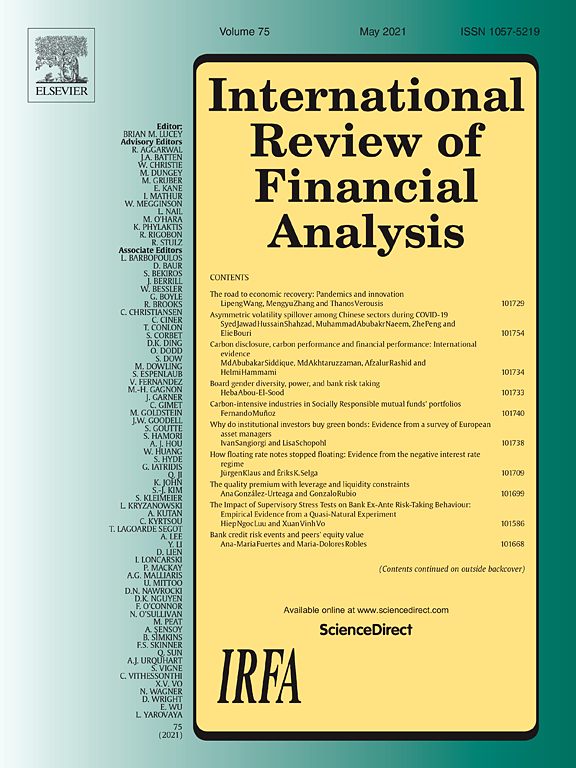 Volume 75 May 2021 ISSN 1057-5219
ELSEVIER
International
Review of
Financial
Analysis
Editor:
BRIAN M. LUCEY
Advisory Editors
R. AGGARWAL
J.A. BATTEN
W. CHRISTIE
M. DUNGEY
M. GRUBER
E. KANE
I. MATHUR
W. MEGGINSON
L. NAIL
M. O'HARA
K. PHYLAKTIS
R. RIGOBON
R. STULZ
Associate Editors
L. BARBOPOULOS
D. BAUR
S. BEKIROS
J. BERRILL
W. BESSLER
G. BOYLE
R. BROOKS
C. CHRISTIANSEN
C. CINER
T. CONLON
S. CORBET
D.K. DING
O. DODD
S. DOW
M. DOWLING
S. ESPENLAUB
V. FERNANDEZ
M.-H. GAGNON
J. GARNER
C. GIMET
M. GOLDSTEIN
J.W. GOODELL
S. GOUTTE
S. HAMORI
A. J. HOU
W. HUANG
S. HYDE
G. IATRIDIS
Q. JI
K. JOHN
S.-J. KIM
S. KLEIMEIER
L. KRYZANOWSKI
A. KUTAN
C. KYRTSOU
T. LAGOARDE SEGOT
A. LEE
Y. LI
D. LIEN
I. LONCARSKI
P. MACKAY
A.G. MALLIARIS
U. MITTOO
D.N. NAWROCKI
D.K. NGUYEN
F. O'CONNOR
N. O'SULLIVAN
M. PEAT
A. SENSOY
B. SIMKINS
F.S. SKINNER
Q. SUN
A.J. URQUHART
S. VIGNE
C. VITHESSONTHI
X.V. VO
N. WAGNER
D. WRIGHT
E. WU
L. YAROVAYA
75
(2021)
CONTENTS
The road to economic recovery: Pandemics and innovation
LipengWang, MengyuZhang and ThanosVerousis 101729
Asymmetric volatility spillover among Chinese sectors during COVID-19
SyedJawadHussainShahzad, MuhammadAbubakrNaeem, ZhePeng and
ElieBouri 101754
Carbon disclosure, carbon performance and financial performance: International
evidence
MdAbubakarSiddique, MdAkhtaruzzaman, AfzalurRashid and
HelmiHammami 101734
Board gender diversity, power, and bank risk taking
HebaAbou-El-Sood 101733
Carbon-intensive industries in Socially Responsible mutual funds' portfolios
FernandoMuñoz 101740
Why do institutional investors buy green bonds: Evidence from a survey of European
asset managers
IvanSangiorgi and LisaSchopohl 101738
How floating rate notes stopped floating: Evidence from the negative interest rate
regime
JürgenKlaus and ĒriksK.Selga 101709
The quality premium with leverage and liquidity constraints
AnaGonzález-Urteaga and GonzaloRubio 101699
The Impact of Supervisory Stress Tests on Bank Ex-Ante Risk-Taking Behaviour:
Empirical Evidence from a Quasi-Natural Experiment
HiepNgocLuu and XuanVinhVo 101586
Bank credit risk events and peers' equity value
Ana-MariaFuertes and Maria-DoloresRobles 101668
(Contents continued on outside backcover)
Available online at www.sciencedirect.com
ScienceDirect
IRFA